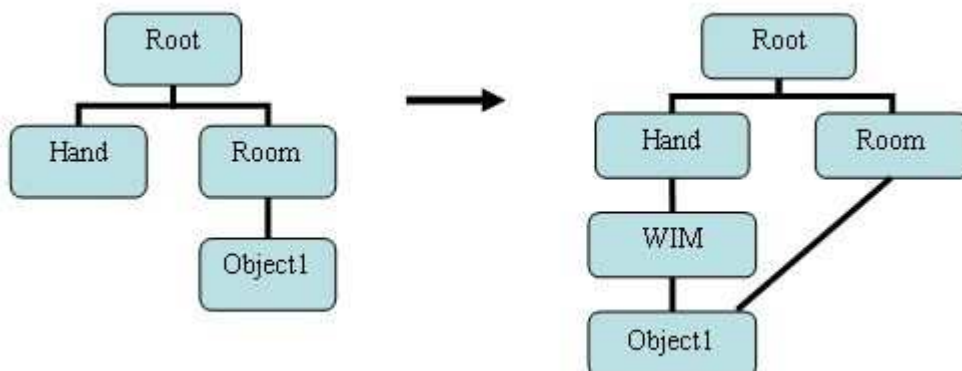 Root
Hand
Room
Object1
Root
Hand
Room
WIM
Object1